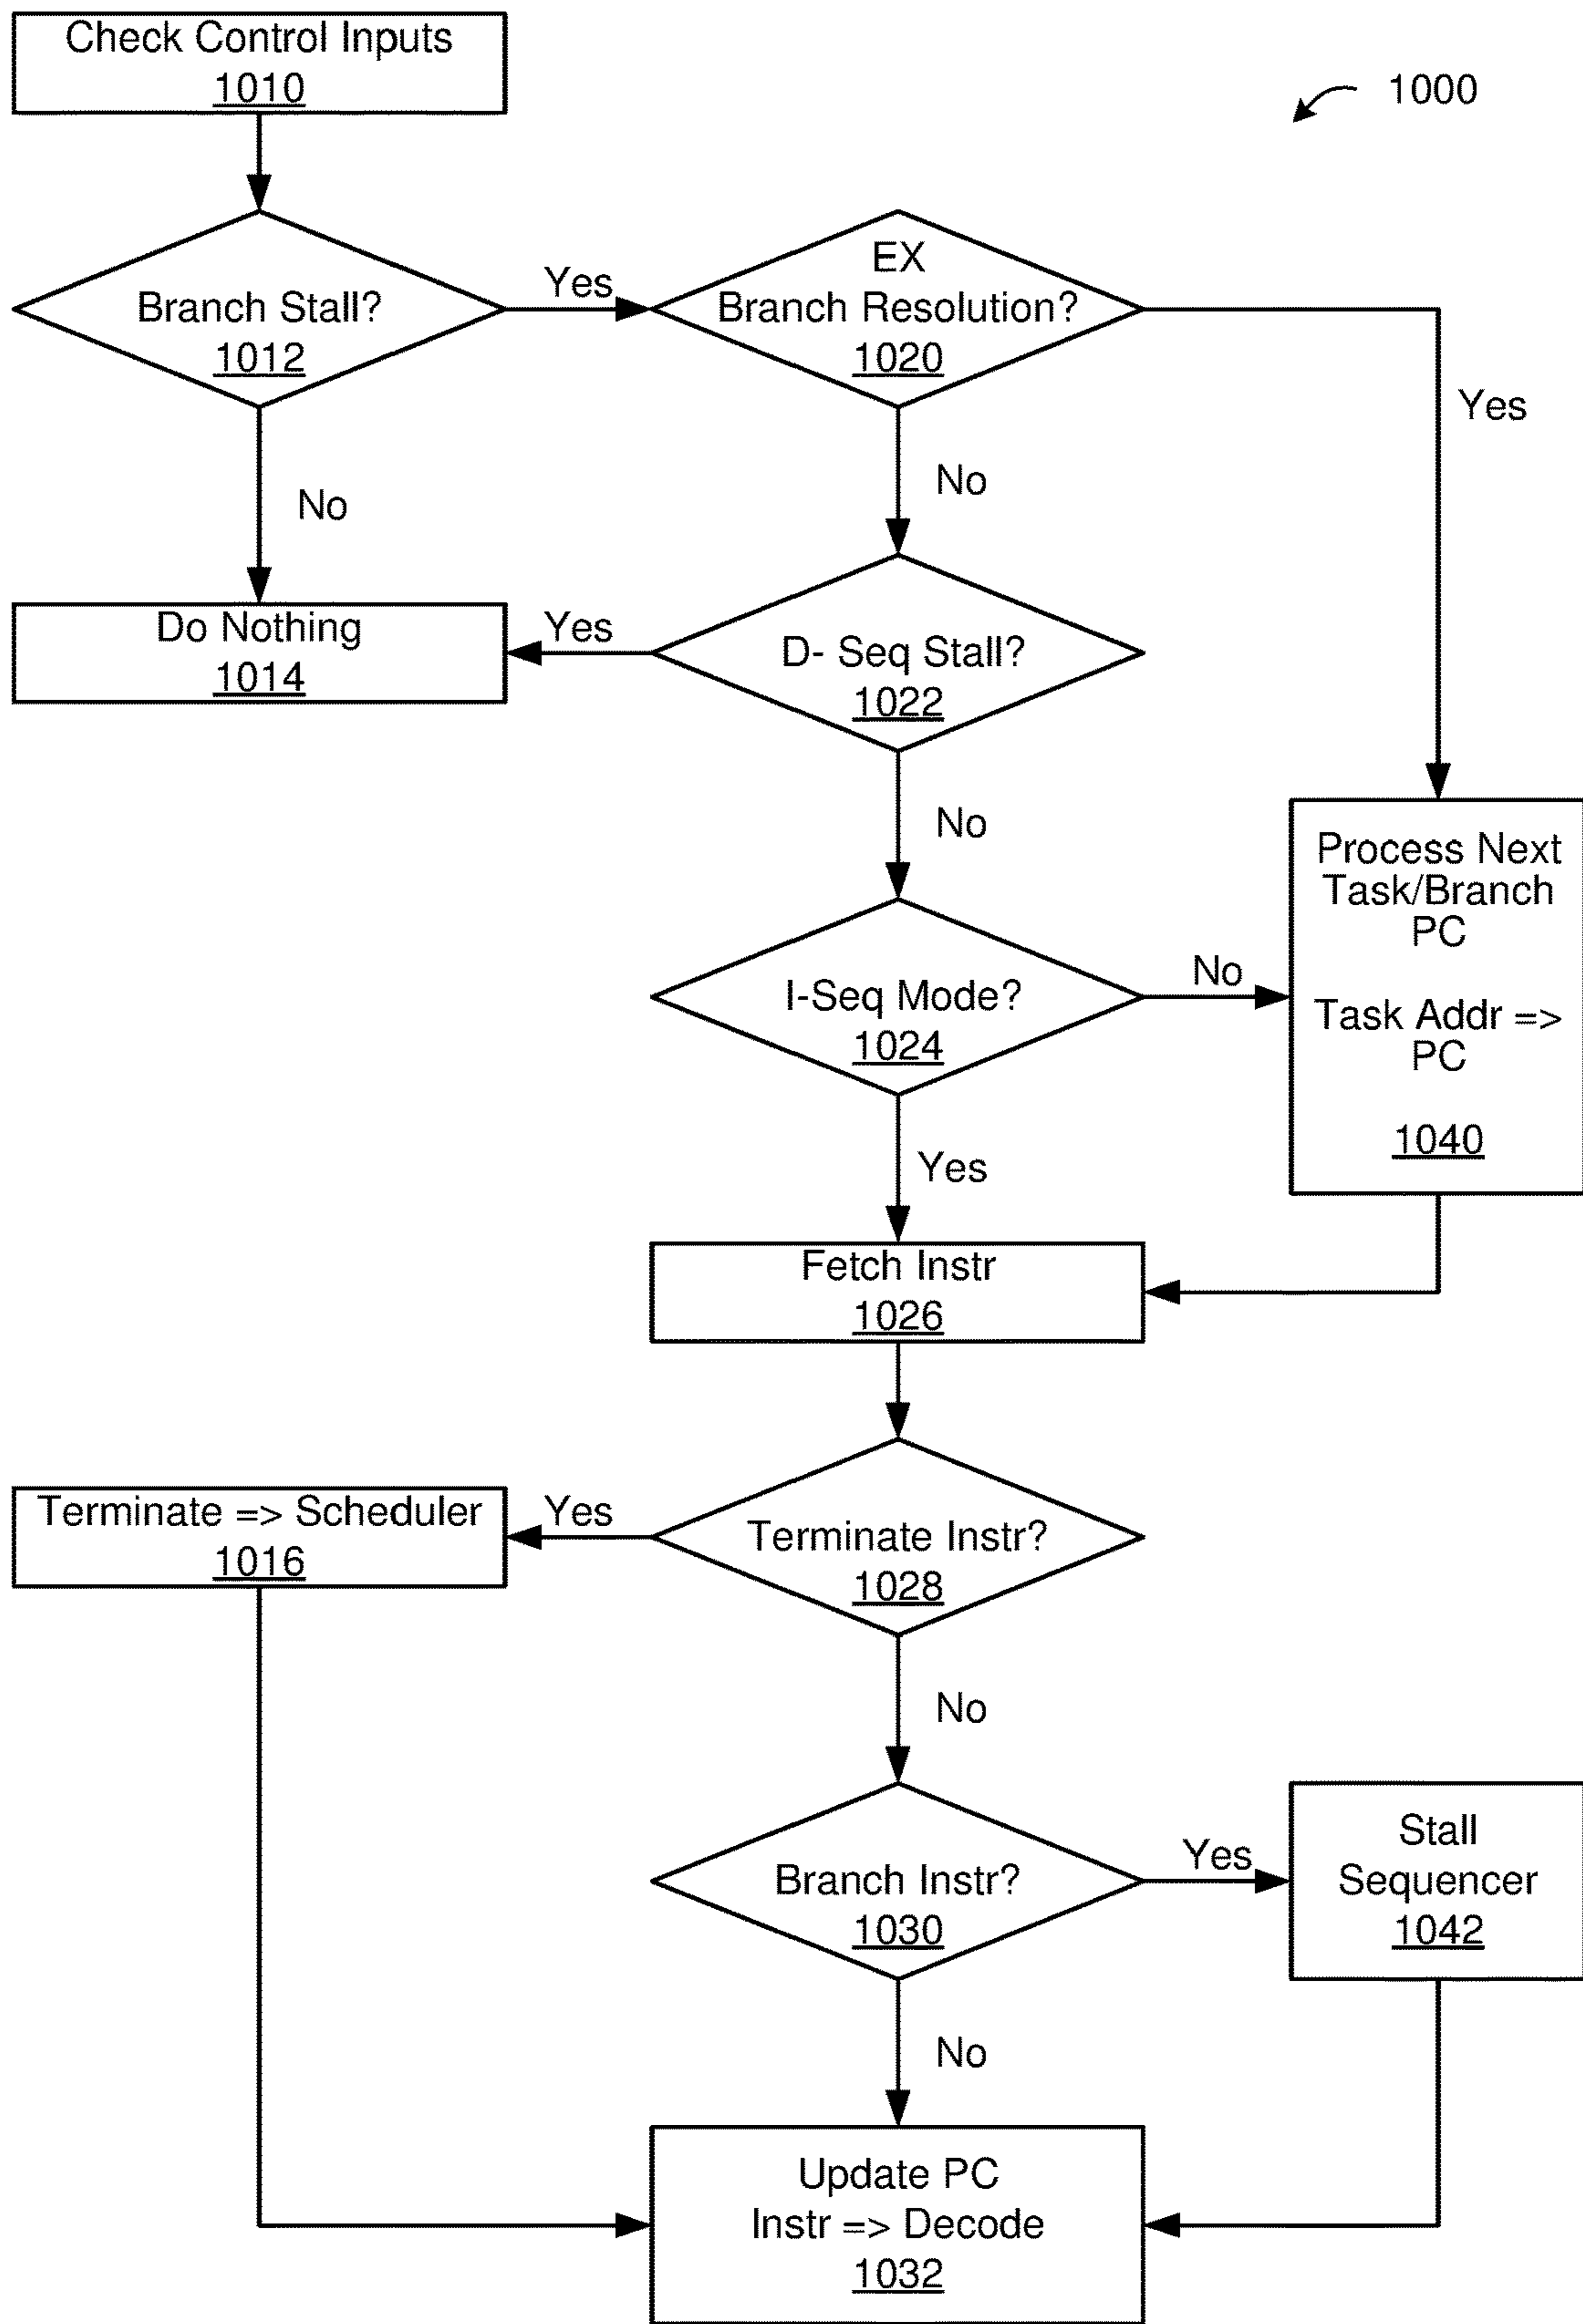 Check Control Inputs
1010
1000
Branch Stall?
1012
Yes
EX
Branch Resolution?
1020
Yes
No
No
Do Nothing
1014
Yes
D- Seq Stall?
1022
No
Process Next
Task/Branch
PC
Task Addr =>
PC
1040
I-Seq Mode?
1024
No
Yes
Fetch Instr
1026
Terminate => Scheduler
1016
Yes
Terminate Instr?
1028
No
Branch Instr?
1030
Yes
Stall
Sequencer
1042
No
Update PC
Instr => Decode
1032